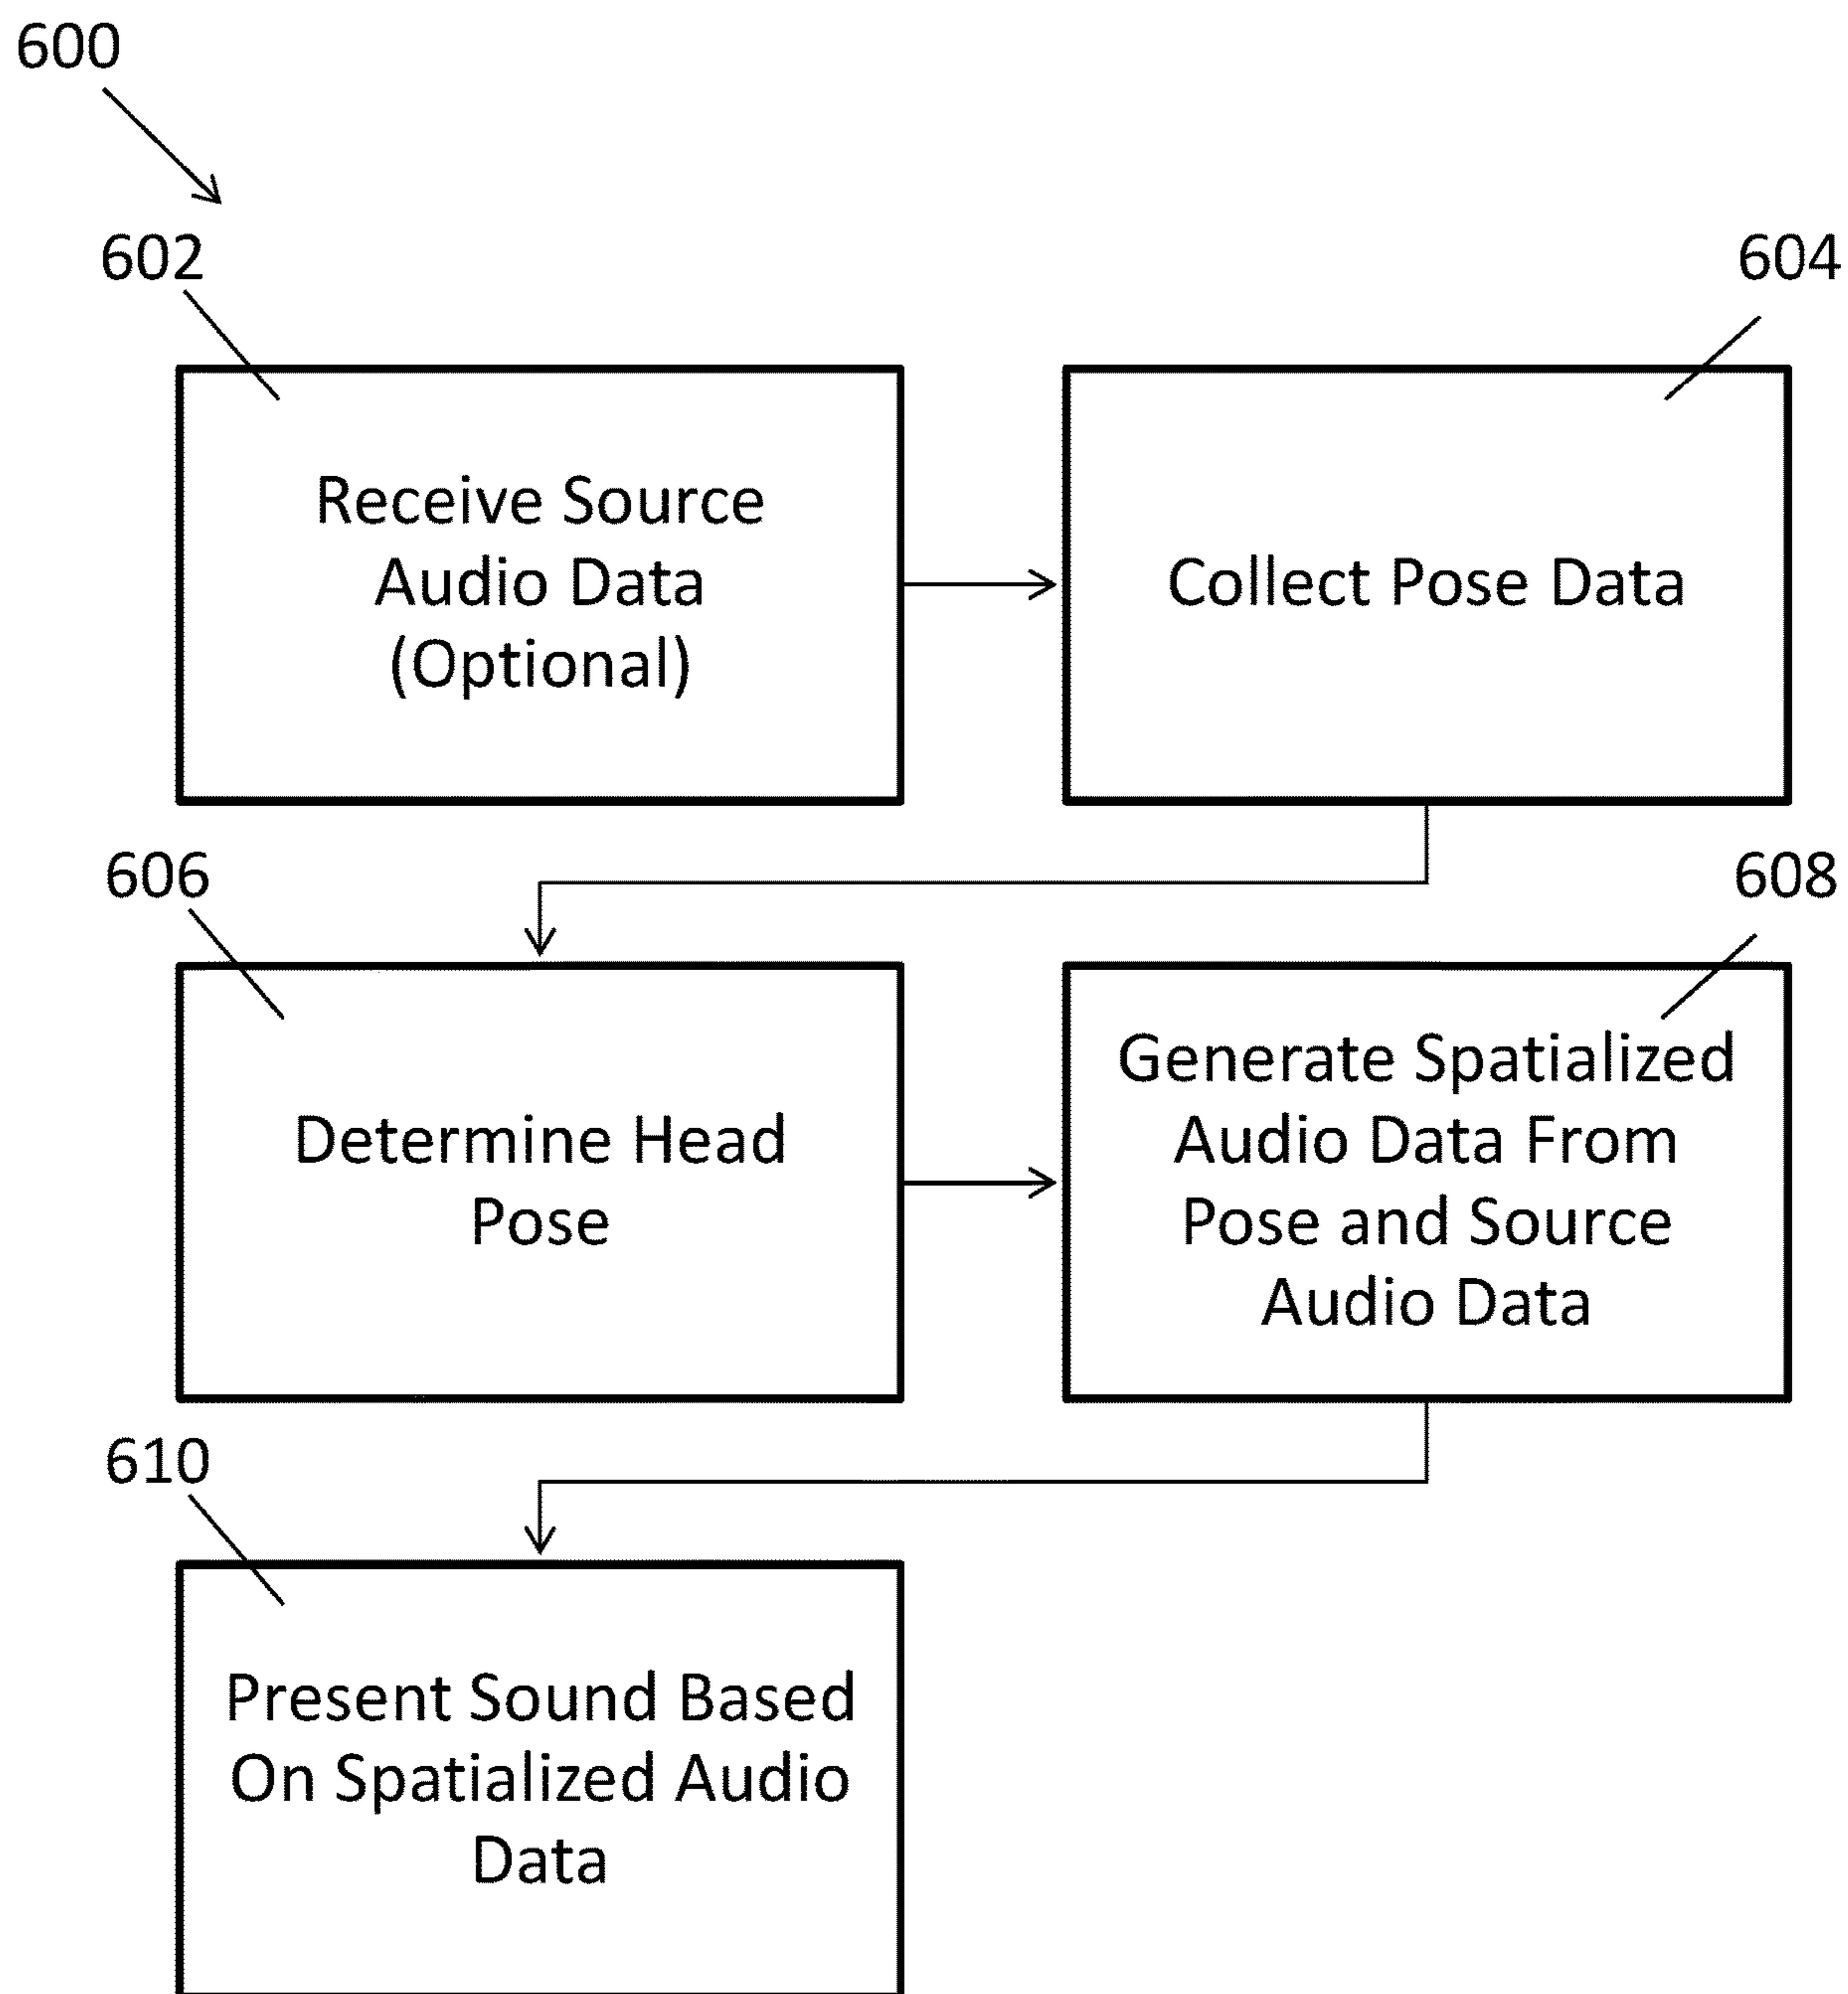 600
602
604
Receive Source
Audio Data
(Optional)
Collect Pose Data
606
608
Determine Head
Pose
Generate Spatialized
Audio Data From
Pose and Source
Audio Data
610
Present Sound Based
On Spatialized Audio
Data